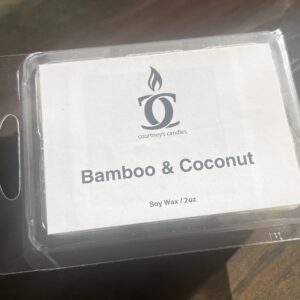 courtney's candles
Bamboo & Coconut
Soy Wax / 2oz